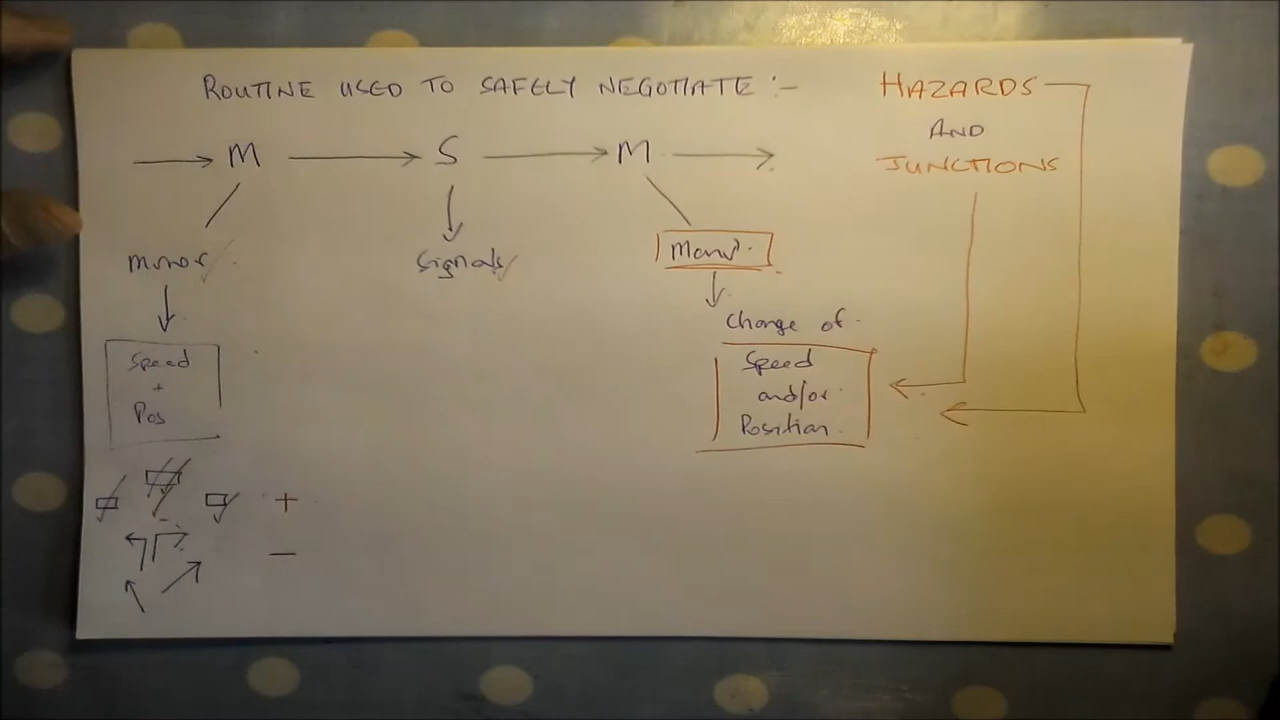 ROUTINE USED TO SAFELY NEGOTIATE :-
HAZARDS
AND
JUNCTIONS
M
S
M
Mirror
Signals
Manv.
Speed
+
Pos
Change of
Speed
and/or
Position
+
-